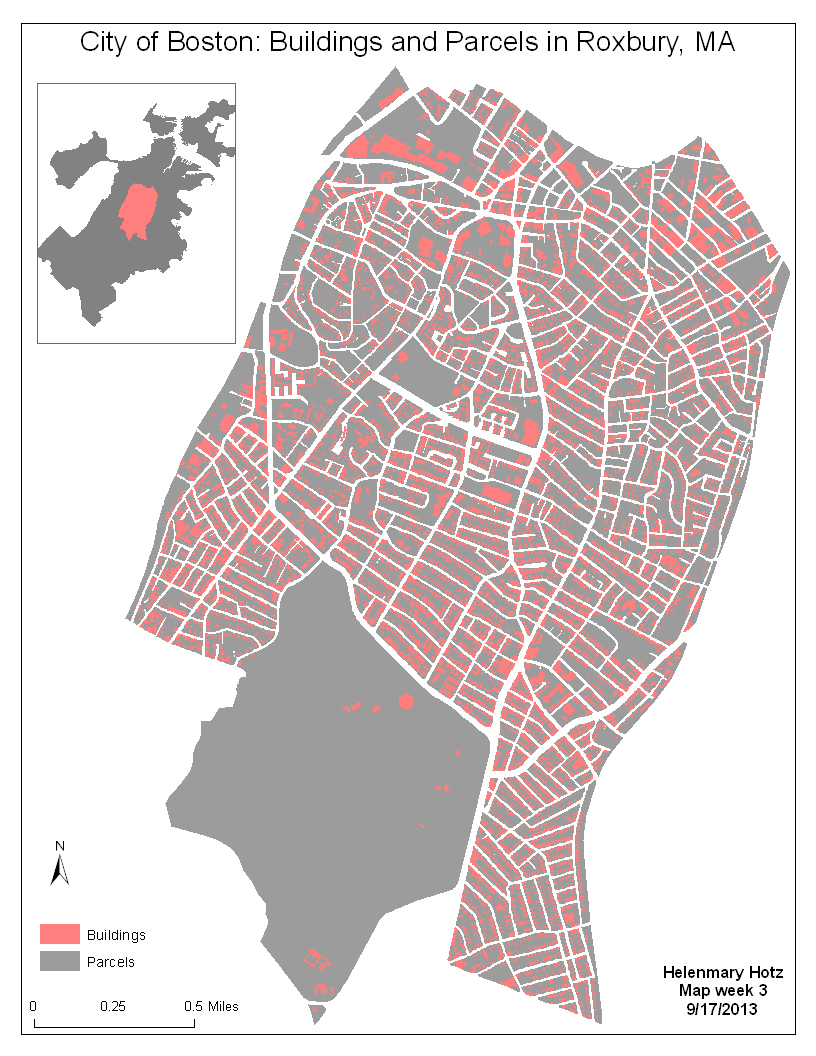 City of Boston: Buildings and Parcels in Roxbury, MA
N
Buildings
Parcels
0 0.25 0.5 Miles
Helenmary Hotz
Map week 3
9/17/2013